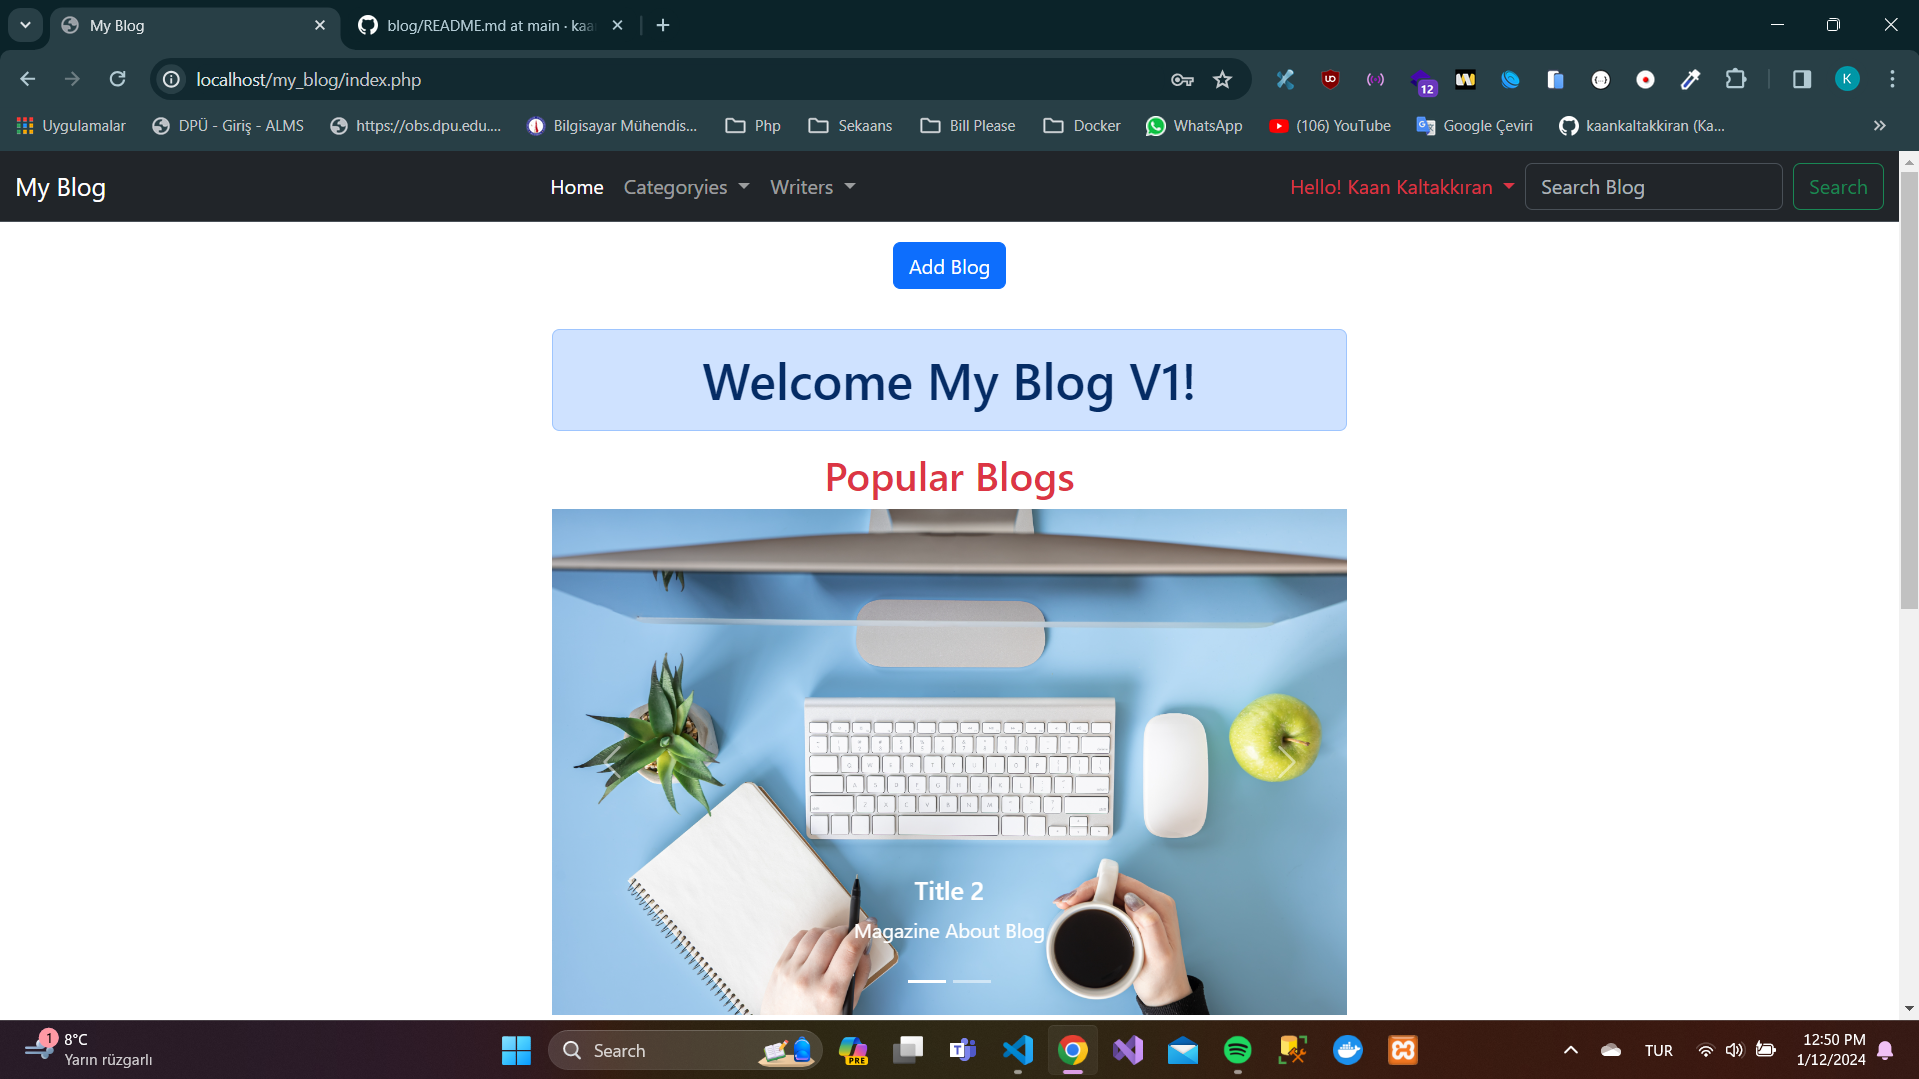 My Blog
blog/README.md at main · kaa
localhost/my_blog/index.php
12
K
Uygulamalar
DPÜ - Giriş - ALMS
https://obs.dpu.edu....
Bilgisayar Mühendis...
Php
Sekaans
Bill Please
Docker
WhatsApp
(106) YouTube
Google Çeviri
kaankaltakkiran (Ka...
My Blog
Home
Categoryies
Writers
Hello! Kaan Kaltakkıran
Search Blog
Search
Add Blog
Welcome My Blog V1!
Popular Blogs
Title 2
Magazine About Blog
1
8°C
Yarın rüzgarlı
Search
PRE
TUR
12:50 PM
1/12/2024